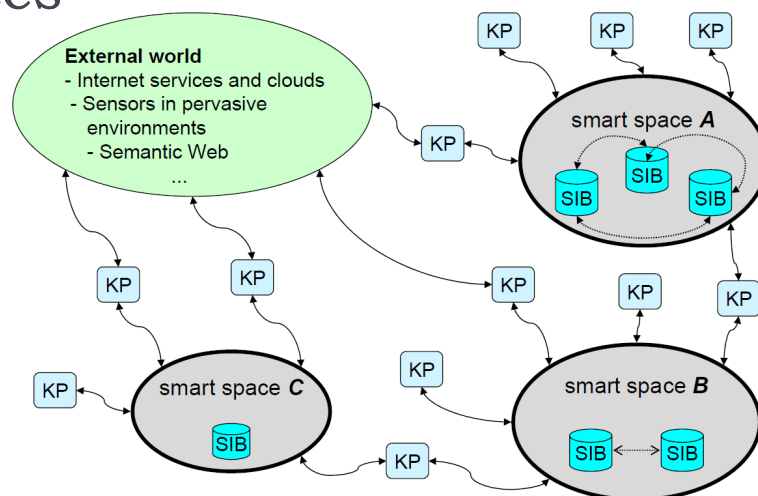 KP
KP
KP
External world
- Internet services and clouds
- Sensors in pervasive
environments
- Semantic Web
...
KP
smart space A
SIB
SIB
SIB
KP
KP
KP
KP
KP
KP
smart space C
SIB
KP
smart space B
SIB
SIB
KP